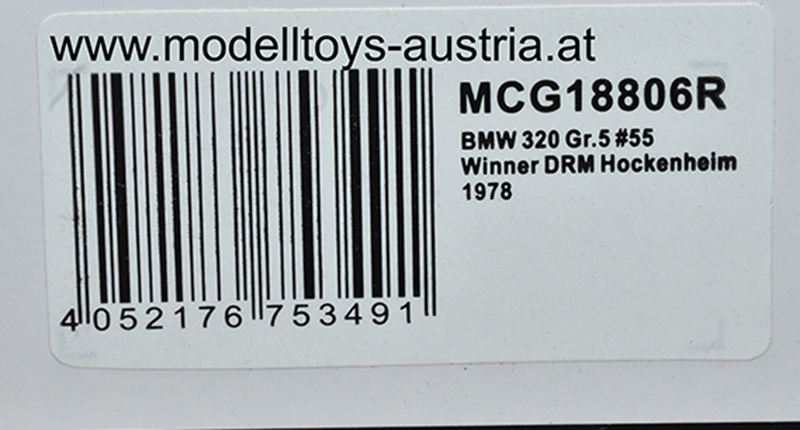 www.modelltoys-austria.at
MCG18806R
BMW 320 Gr.5 #55
Winner DRM Hockenheim
1978
4 052176 753491